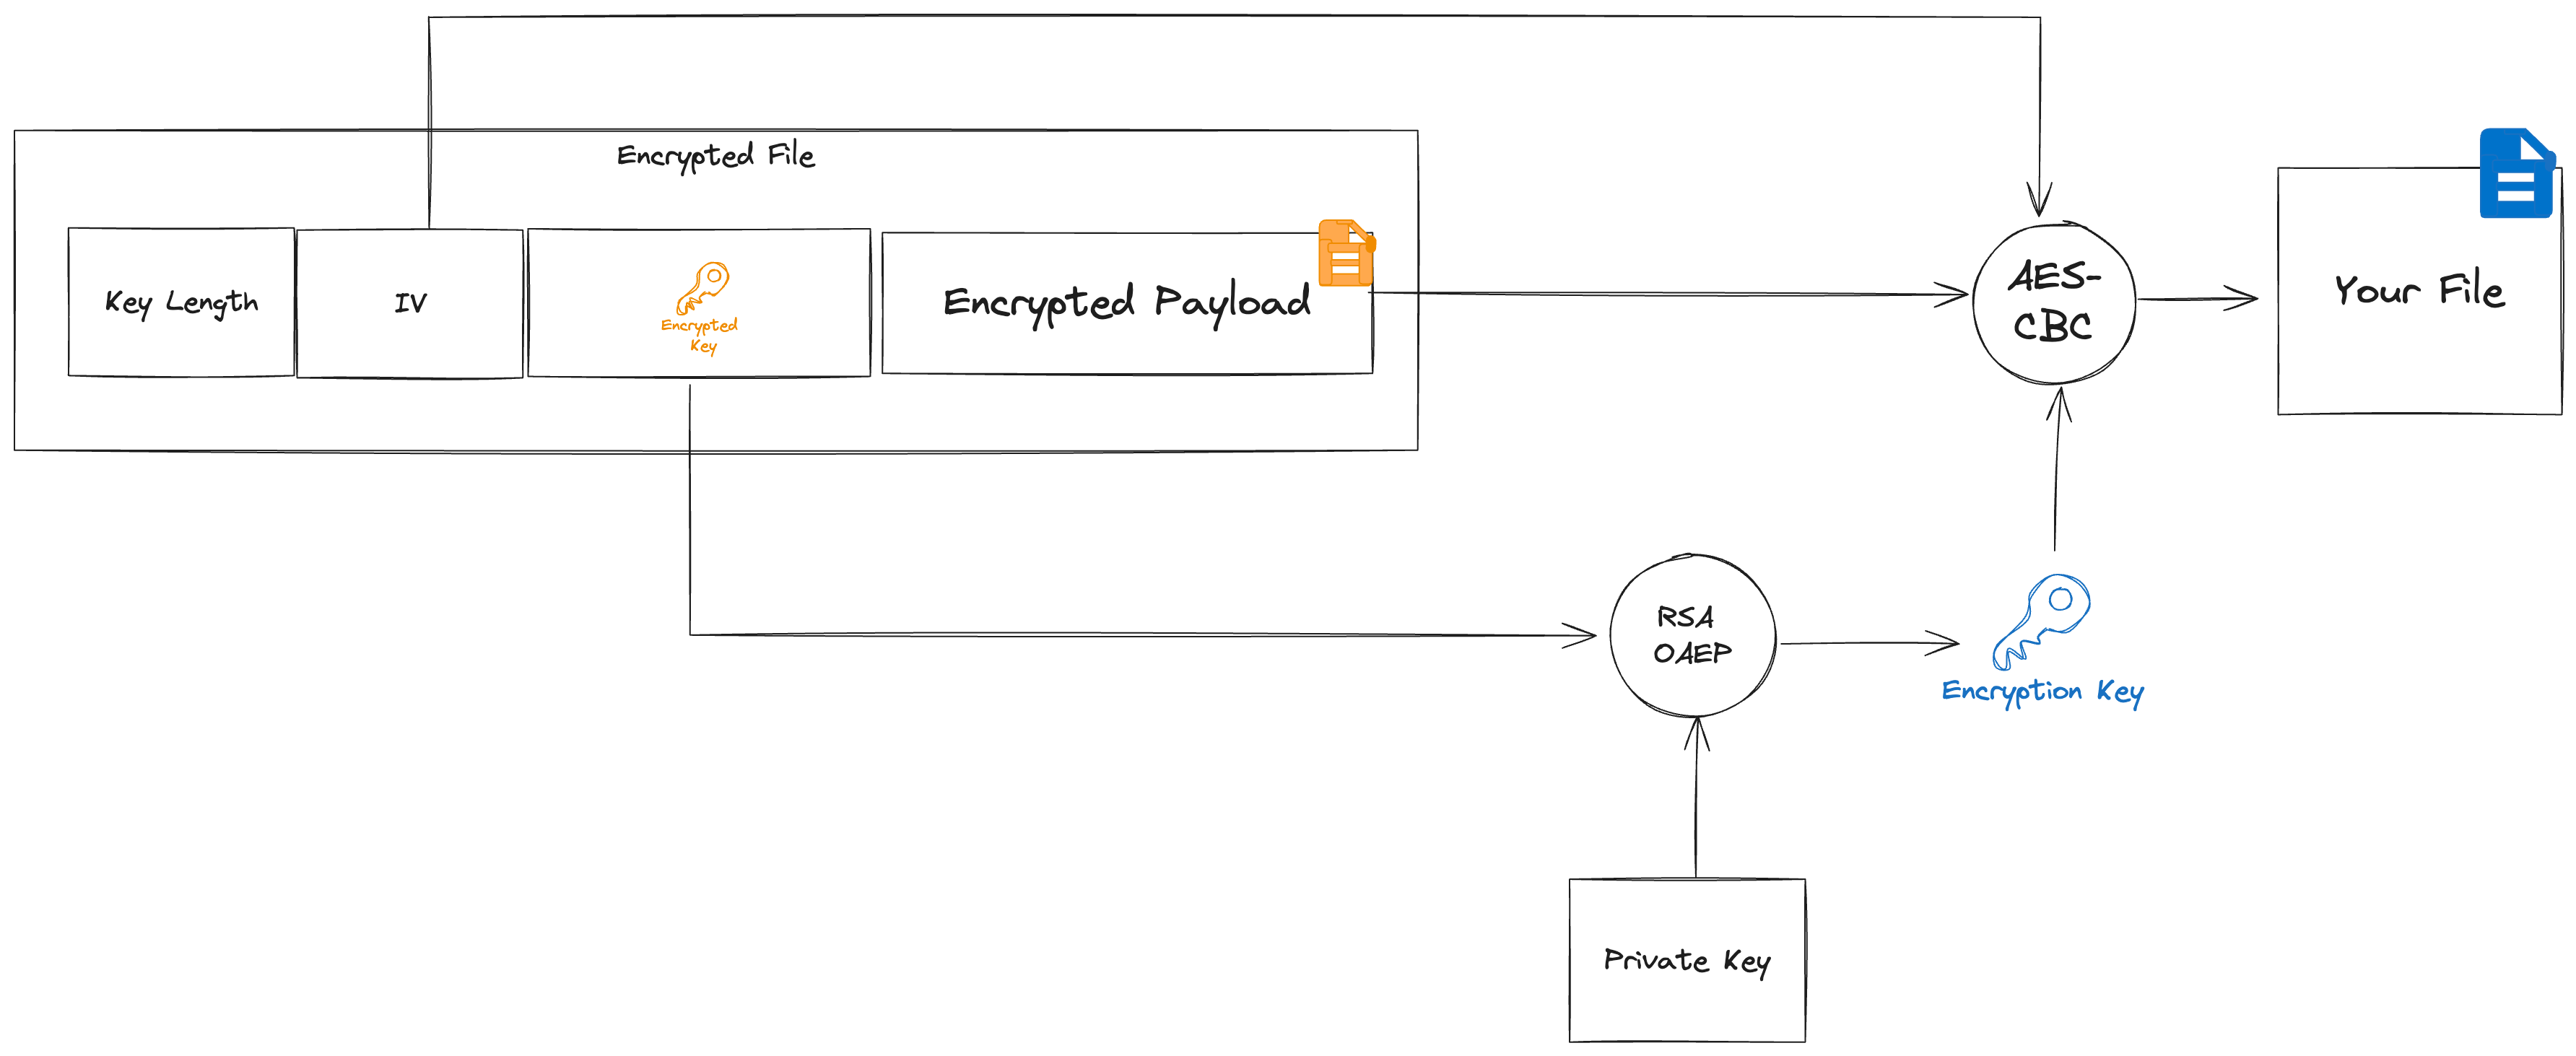 Encrypted File
Key Length
IV
Encrypted
Key
Encrypted Payload
AES-
CBC
Your File
RSA
OAEP
Encryption Key
Private Key